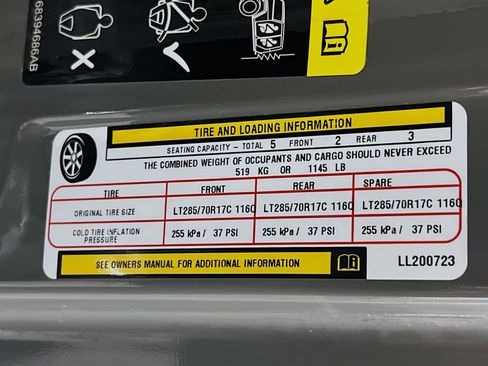 68394686AB
TIRE AND LOADING INFORMATION
SEATING CAPACITY – TOTAL 5 FRONT 2 REAR 3
THE COMBINED WEIGHT OF OCCUPANTS AND CARGO SHOULD NEVER EXCEED
519 KG OR 1145 LB
TIRE FRONT REAR SPARE
ORIGINAL TIRE SIZE LT285/70R17C 116Q LT285/70R17C 116Q LT285/70R17C 116Q
COLD TIRE INFLATION PRESSURE 255 kPa / 37 PSI 255 kPa / 37 PSI 255 kPa / 37 PSI
SEE OWNERS MANUAL FOR ADDITIONAL INFORMATION
LL200723